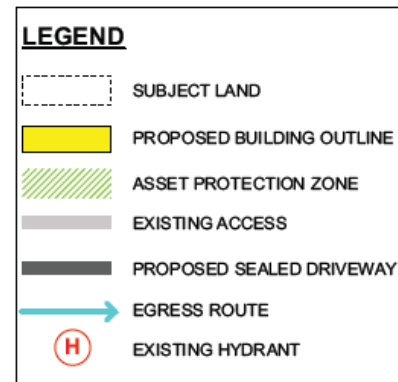 LEGEND
SUBJECT LAND
PROPOSED BUILDING OUTLINE
ASSET PROTECTION ZONE
EXISTING ACCESS
PROPOSED SEALED DRIVEWAY
EGRESS ROUTE
H EXISTING HYDRANT